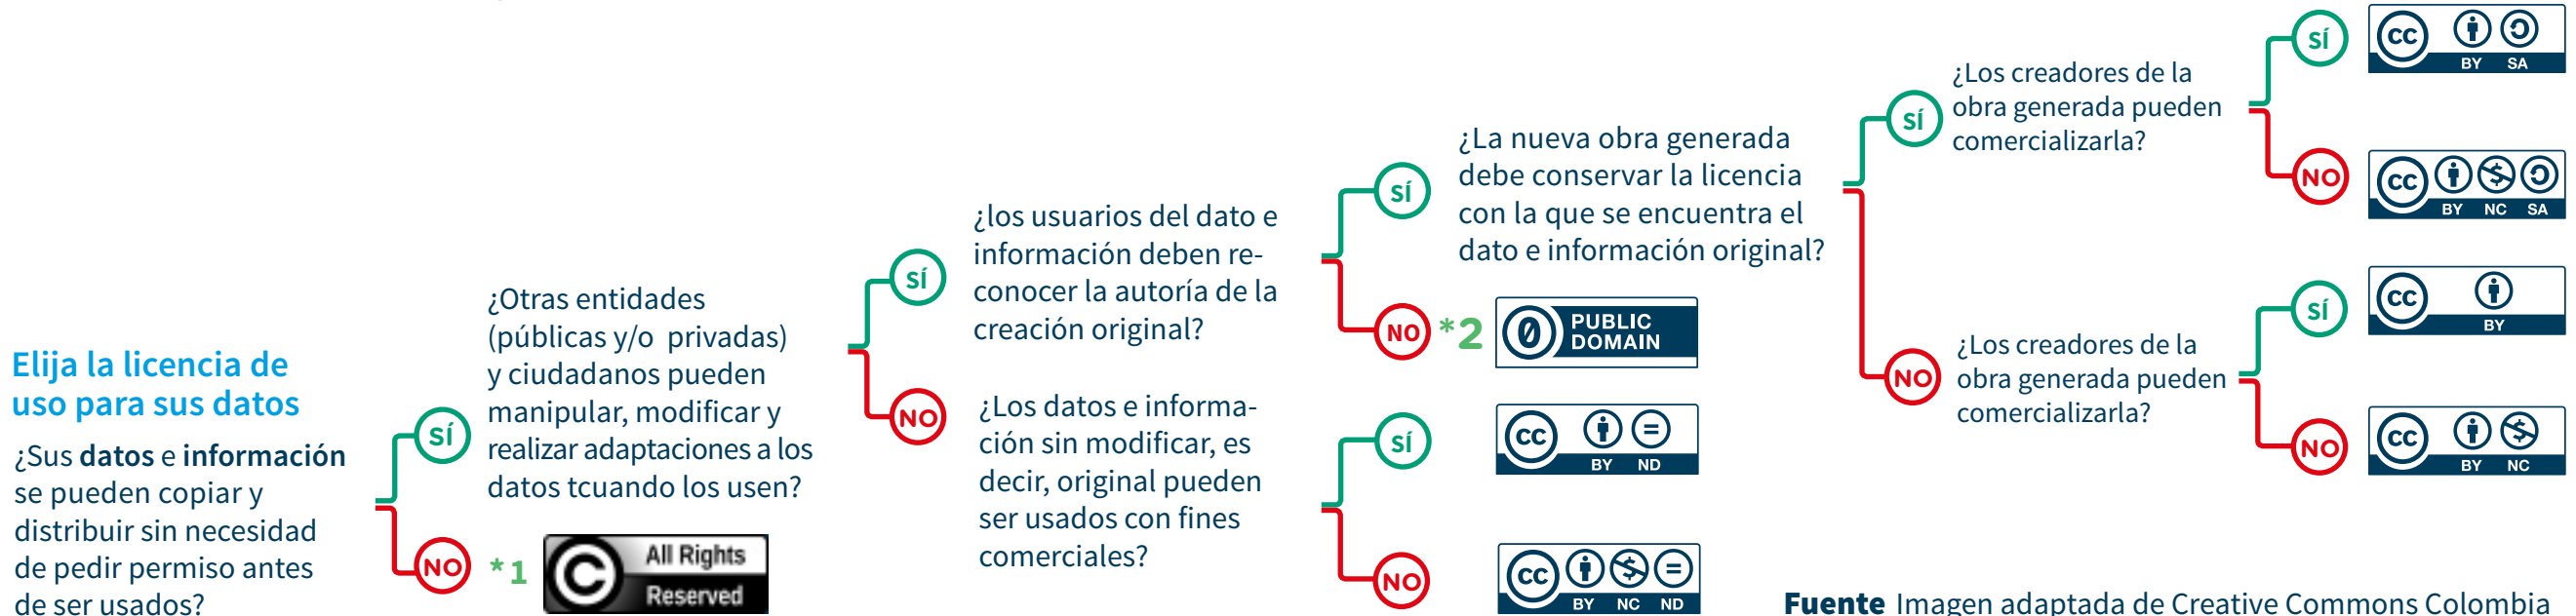 Elija la licencia de
uso para sus datos
¿Sus datos e información
se pueden copiar y
distribuir sin necesidad
de pedir permiso antes
de ser usados?
SÍ
NO
*1
All Rights
Reserved
¿Otras entidades
(públicas y/o privadas)
y ciudadanos pueden
manipular, modificar y
realizar adaptaciones a los
datos tcuando los usen?
SÍ
NO
¿los usuarios del dato e
información deben re-
conocer la autoría de la
creación original?
SÍ
NO
*2
PUBLIC
DOMAIN
¿Los datos e informa-
ción sin modificar, es
decir, original pueden
ser usados con fines
comerciales?
SÍ
CC
BY ND
NO
CC
BY NC ND
¿La nueva obra generada
debe conservar la licencia
con la que se encuentra el
dato e información original?
SÍ
NO
¿Los creadores de la
obra generada pueden
comercializarla?
SÍ
CC
BY SA
NO
CC
BY NC SA
¿Los creadores de la
obra generada pueden
comercializarla?
SÍ
CC
BY
NO
CC
BY NC
Fuente Imagen adaptada de Creative Commons Colombia